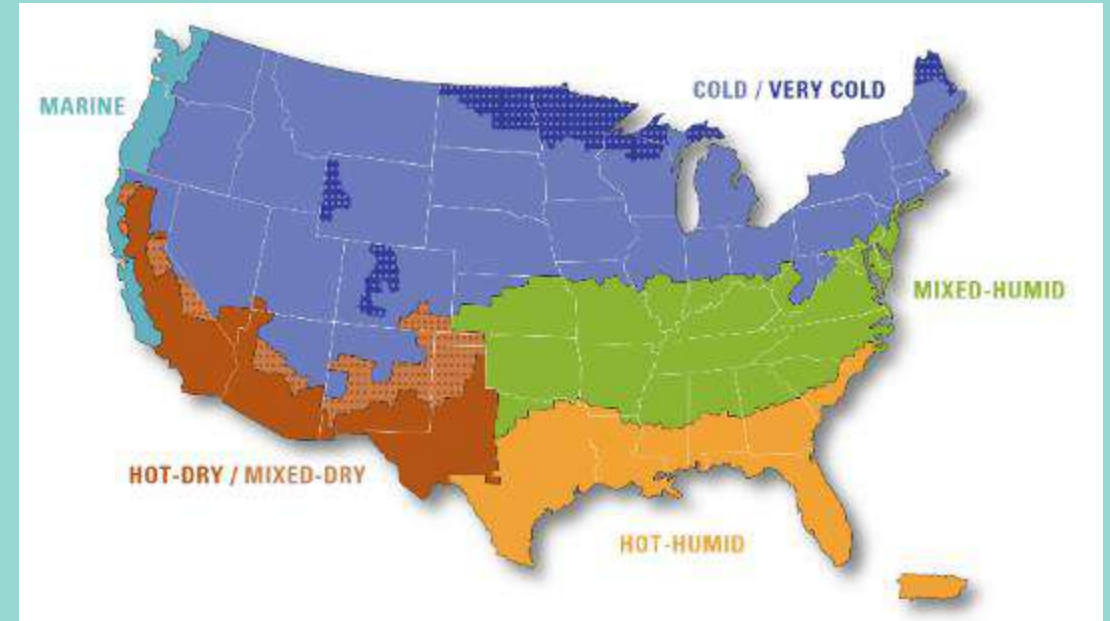 COLD / VERY COLD
MARINE
MIXED-HUMID
HOT-DRY / MIXED-DRY
HOT-HUMID